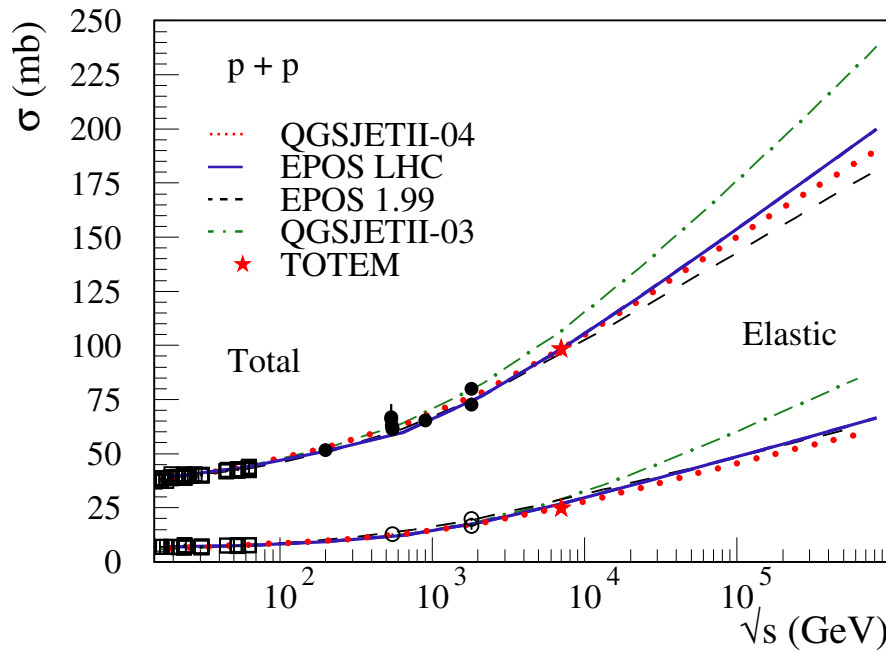 σ (mb)
250
225
200
175
150
125
100
75
50
25
0
p + p
QGSJETII-04
EPOS LHC
EPOS 1.99
QGSJETII-03
TOTEM
Total
Elastic
10²
10³
10⁴
10⁵
√s (GeV)